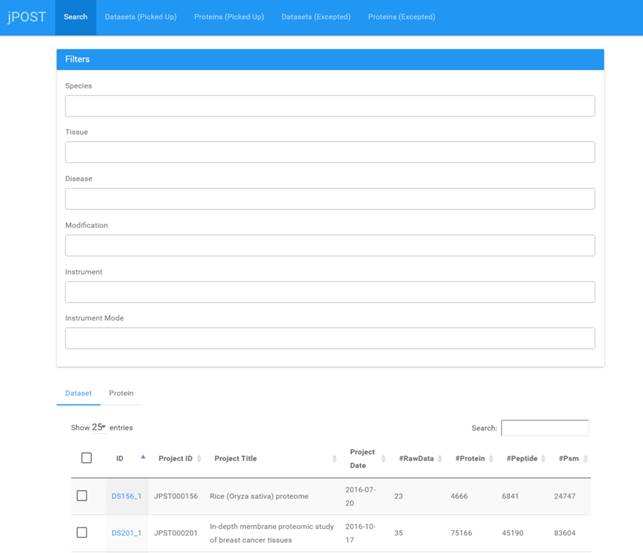 jPOST Search Datasets (Picked Up) Proteins (Picked Up) Datasets (Excepted) Proteins (Excepted)
Filters
Species
Tissue
Disease
Modification
Instrument
Instrument Mode
Dataset Protein
Show 25 entries Search:
ID Project ID Project Title Project Date #RawData #Protein #Peptide #Psm
DS156_1 JPST000156 Rice (Oryza sativa) proteome 2016-07-20 23 4666 6841 24747
DS201_1 JPST000201 In-depth membrane proteomic study of breast cancer tissues 2016-10-17 35 75166 45190 83604